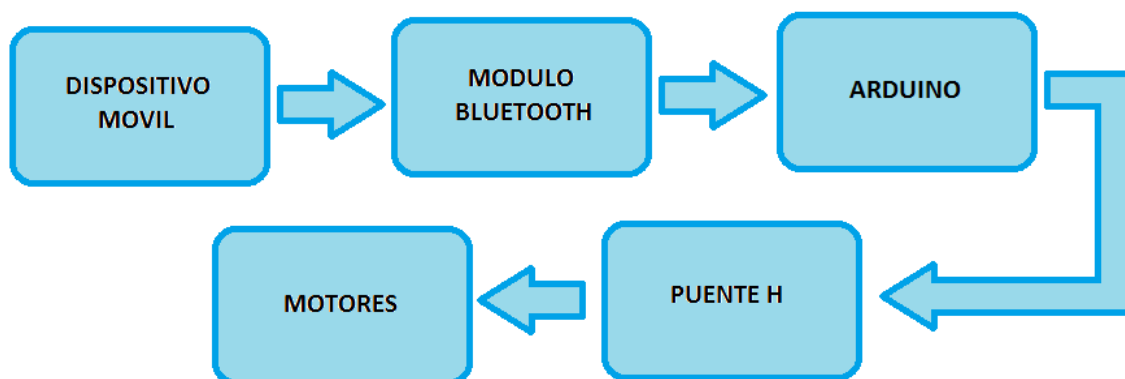 DISPOSITIVO
MOVIL
MODULO
BLUETOOTH
ARDUINO
PUENTE H
MOTORES